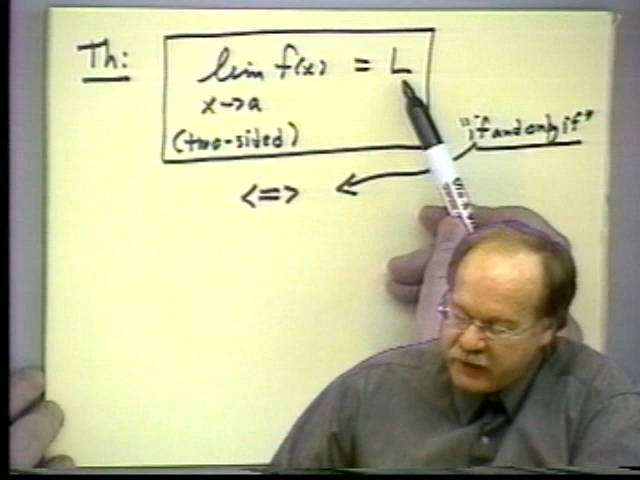 Th:
lim f(x) = L
x→a
(two-sided)
"if and only if"
<=>